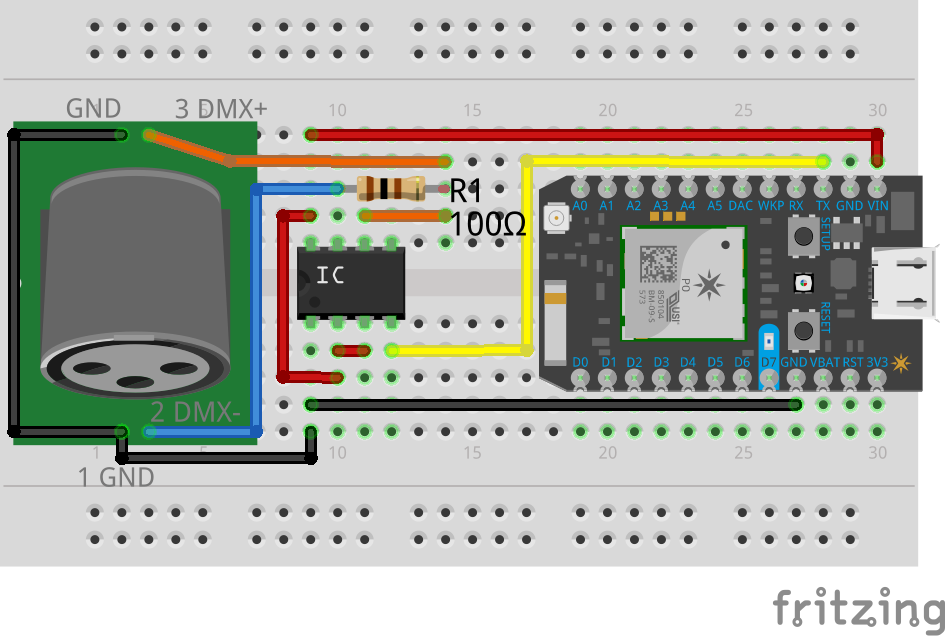 GND
3 DMX+
10
15
20
25
30
R1
100Ω
A0 A1 A2 A3 A4 A5 DAC WKP RX TX GND VIN
SETUP
IC
P0
RESET
D0 D1 D2 D3 D4 D5 D6 D7 GND VBAT RST 3V3
2 DMX-
1
5
10
15
20
25
30
1 GND
fritzing